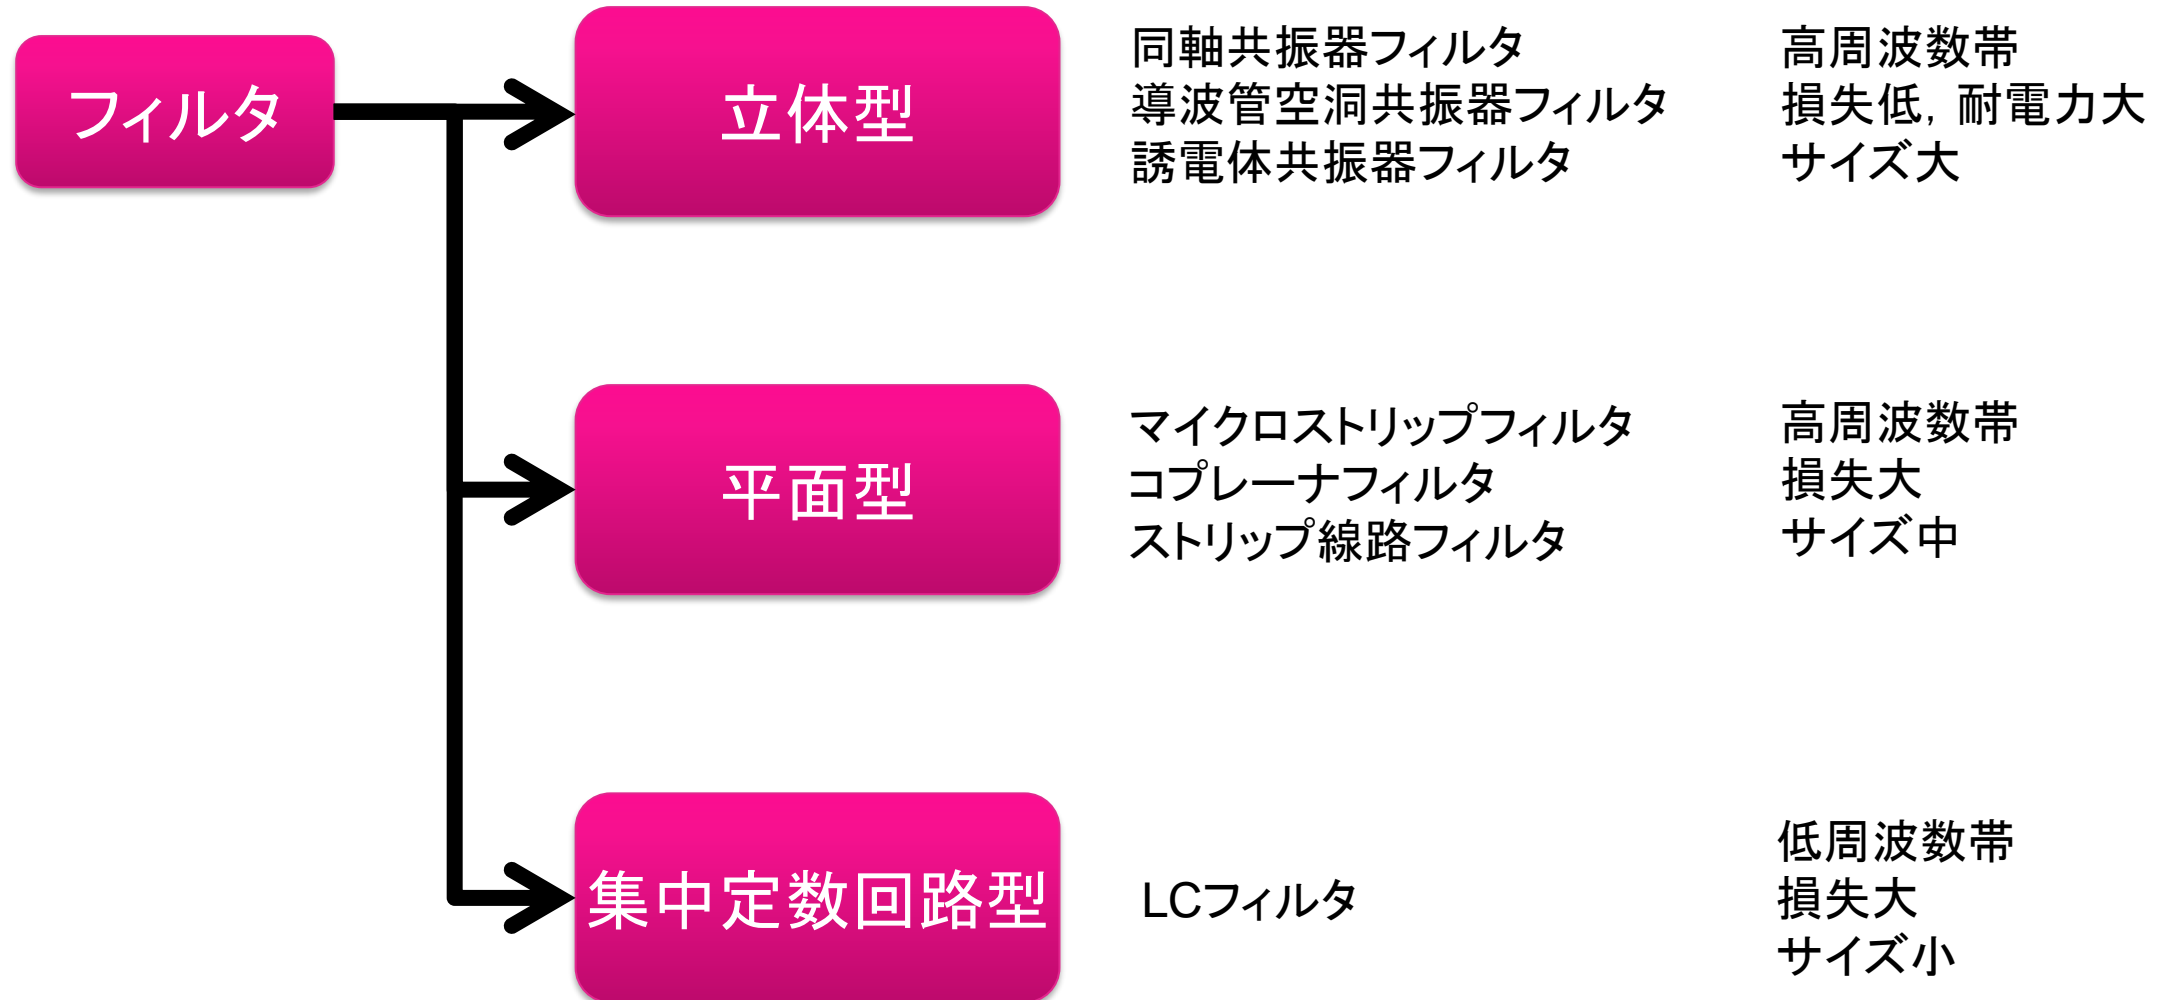 フィルタ
立体型
同軸共振器フィルタ
導波管空洞共振器フィルタ
誘電体共振器フィルタ
高周波数帯
損失低，耐電力大
サイズ大
平面型
マイクロストリップフィルタ
コプレーナフィルタ
ストリップ線路フィルタ
高周波数帯
損失大
サイズ中
集中定数回路型
LCフィルタ
低周波数帯
損失大
サイズ小